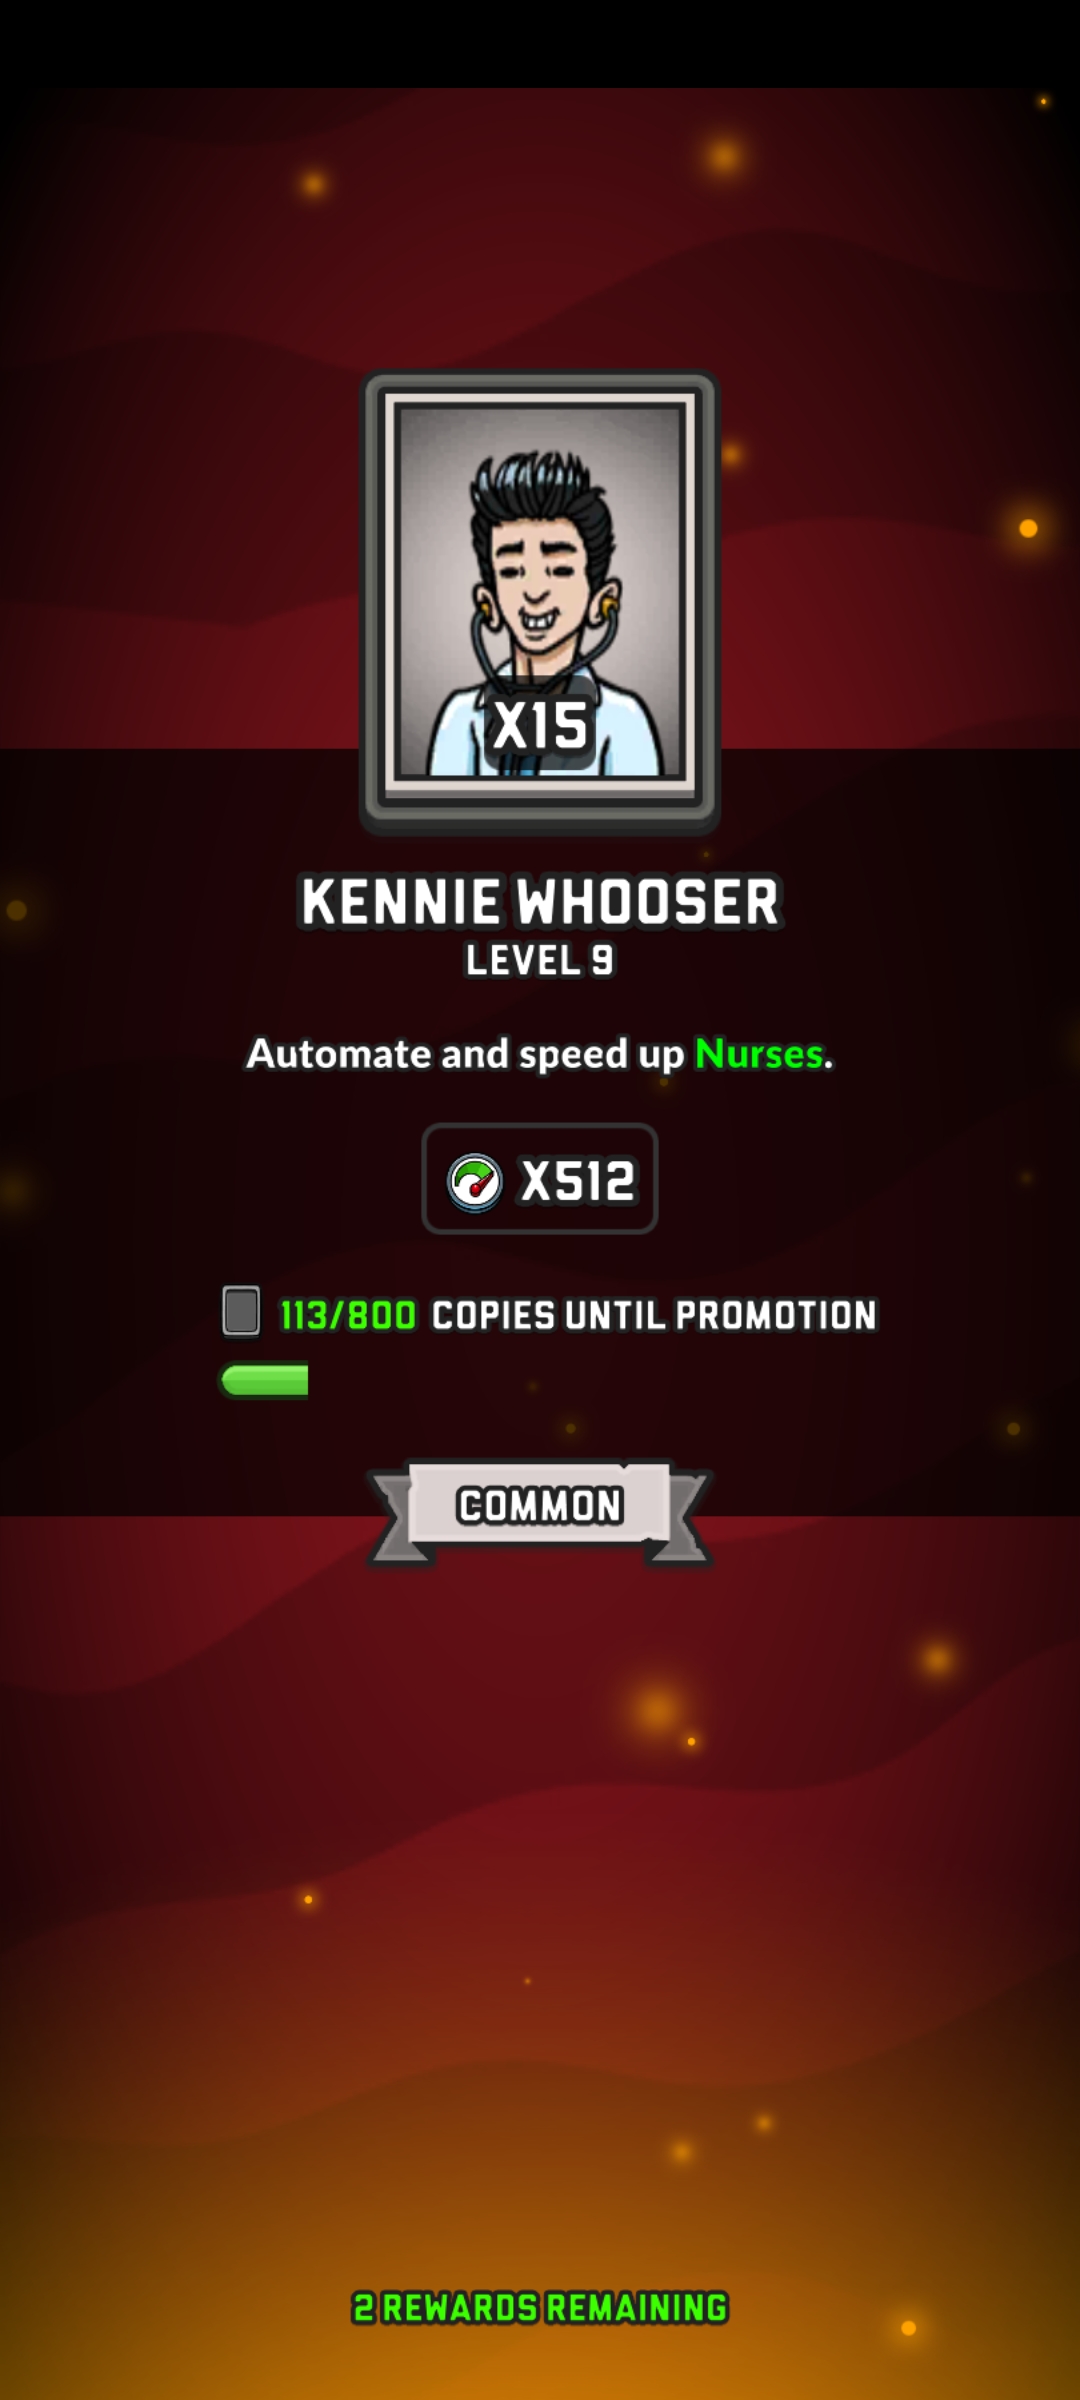 X15
KENNIE WHOOSER
LEVEL 9
Automate and speed up Nurses.
X512
113/800 COPIES UNTIL PROMOTION
COMMON
2 REWARDS REMAINING